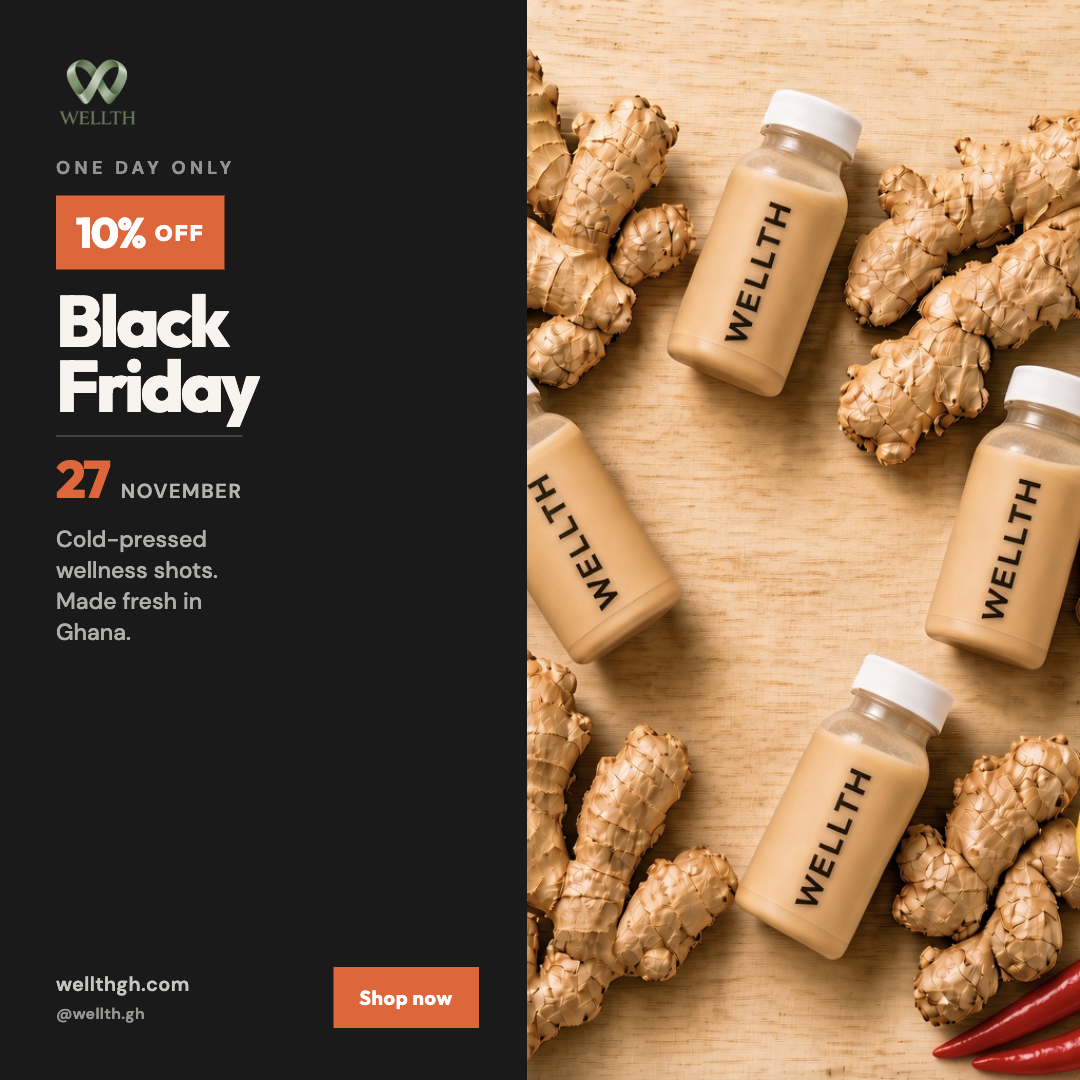 WELLTH
ONE DAY ONLY
10% OFF
Black
Friday
27 NOVEMBER
Cold-pressed
wellness shots.
Made fresh in
Ghana.
wellthgh.com
@wellth.gh
Shop now
WELLTH
WELLTH
WELLTH
WELLTH